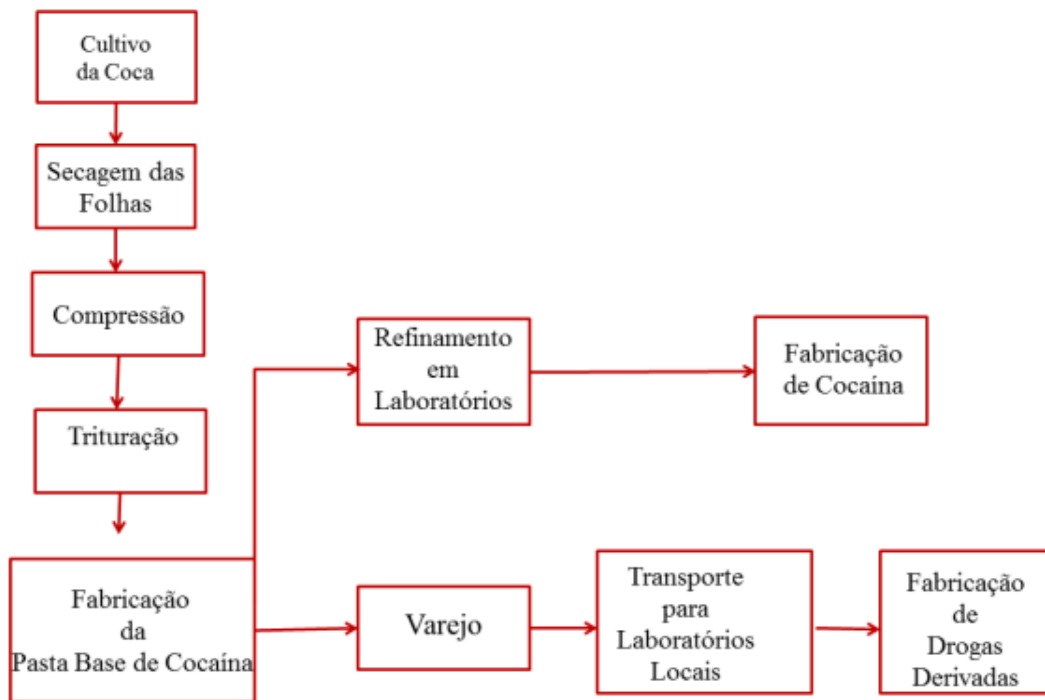 Cultivo
da Coca
Secagem das
Folhas
Compressão
Trituração
Fabricação
da
Pasta Base de Cocaína
Refinamento
em
Laboratórios
Fabricação
de Cocaína
Varejo
Transporte
para
Laboratórios
Locais
Fabricação
de
Drogas
Derivadas